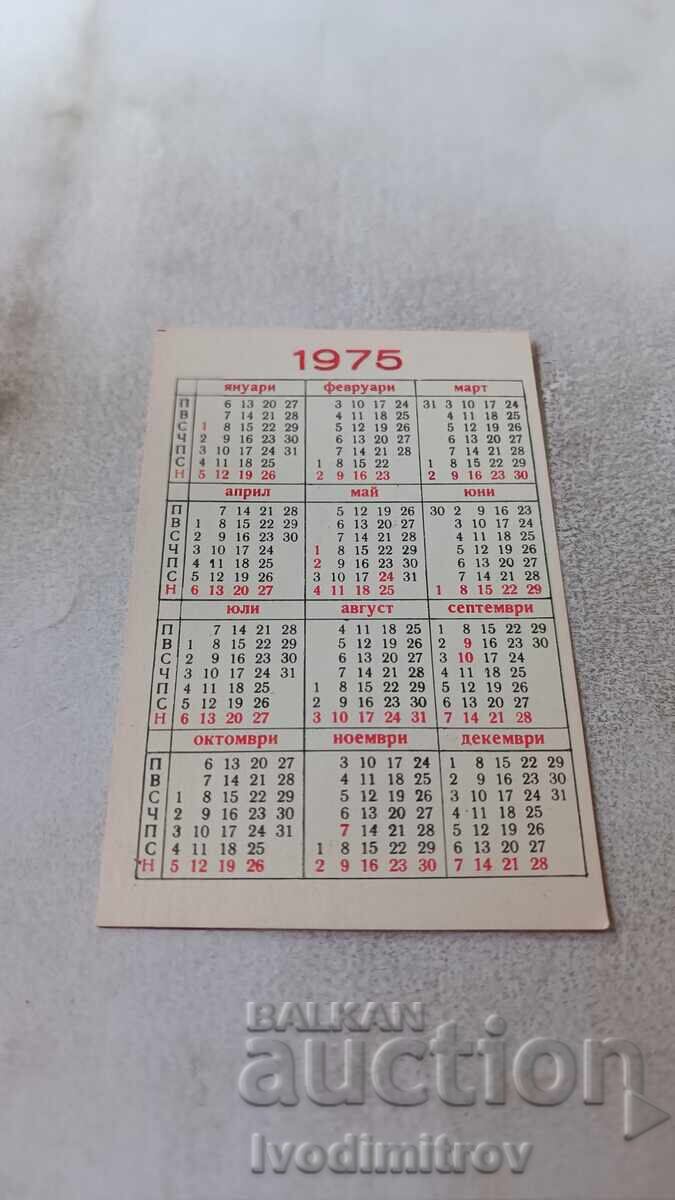 1975
януари февруари март
П 6 13 20 27 3 10 17 24 31 3 10 17 24
В 7 14 21 28 4 11 18 25 4 11 18 25
С 1 8 15 22 29 5 12 19 26 5 12 19 26
Ч 2 9 16 23 30 6 13 20 27 6 13 20 27
П 3 10 17 24 31 7 14 21 28 7 14 21 28
С 4 11 18 25 1 8 15 22 1 8 15 22 29
Н 5 12 19 26 2 9 16 23 2 9 16 23 30
април май юни
П 7 14 21 28 5 12 19 26 30 2 9 16 23
В 1 8 15 22 29 6 13 20 27 3 10 17 24
С 2 9 16 23 30 7 14 21 28 4 11 18 25
Ч 3 10 17 24 1 8 15 22 29 5 12 19 26
П 4 11 18 25 2 9 16 23 30 6 13 20 27
С 5 12 19 26 3 10 17 24 31 7 14 21 28
Н 6 13 20 27 4 11 18 25 1 8 15 22 29
юли август септември
П 7 14 21 28 4 11 18 25 1 8 15 22 29
В 1 8 15 22 29 5 12 19 26 2 9 16 23 30
С 2 9 16 23 30 6 13 20 27 3 10 17 24
Ч 3 10 17 24 31 7 14 21 28 4 11 18 25
П 4 11 18 25 1 8 15 22 29 5 12 19 26
С 5 12 19 26 2 9 16 23 30 6 13 20 27
Н 6 13 20 27 3 10 17 24 31 7 14 21 28
октомври ноември декември
П 6 13 20 27 3 10 17 24 1 8 15 22 29
В 7 14 21 28 4 11 18 25 2 9 16 23 30
С 1 8 15 22 29 5 12 19 26 3 10 17 24 31
Ч 2 9 16 23 30 6 13 20 27 4 11 18 25
П 3 10 17 24 31 7 14 21 28 5 12 19 26
С 4 11 18 25 1 8 15 22 29 6 13 20 27
Н 5 12 19 26 2 9 16 23 30 7 14 21 28
BALKAN
auction
Ivodimitrov